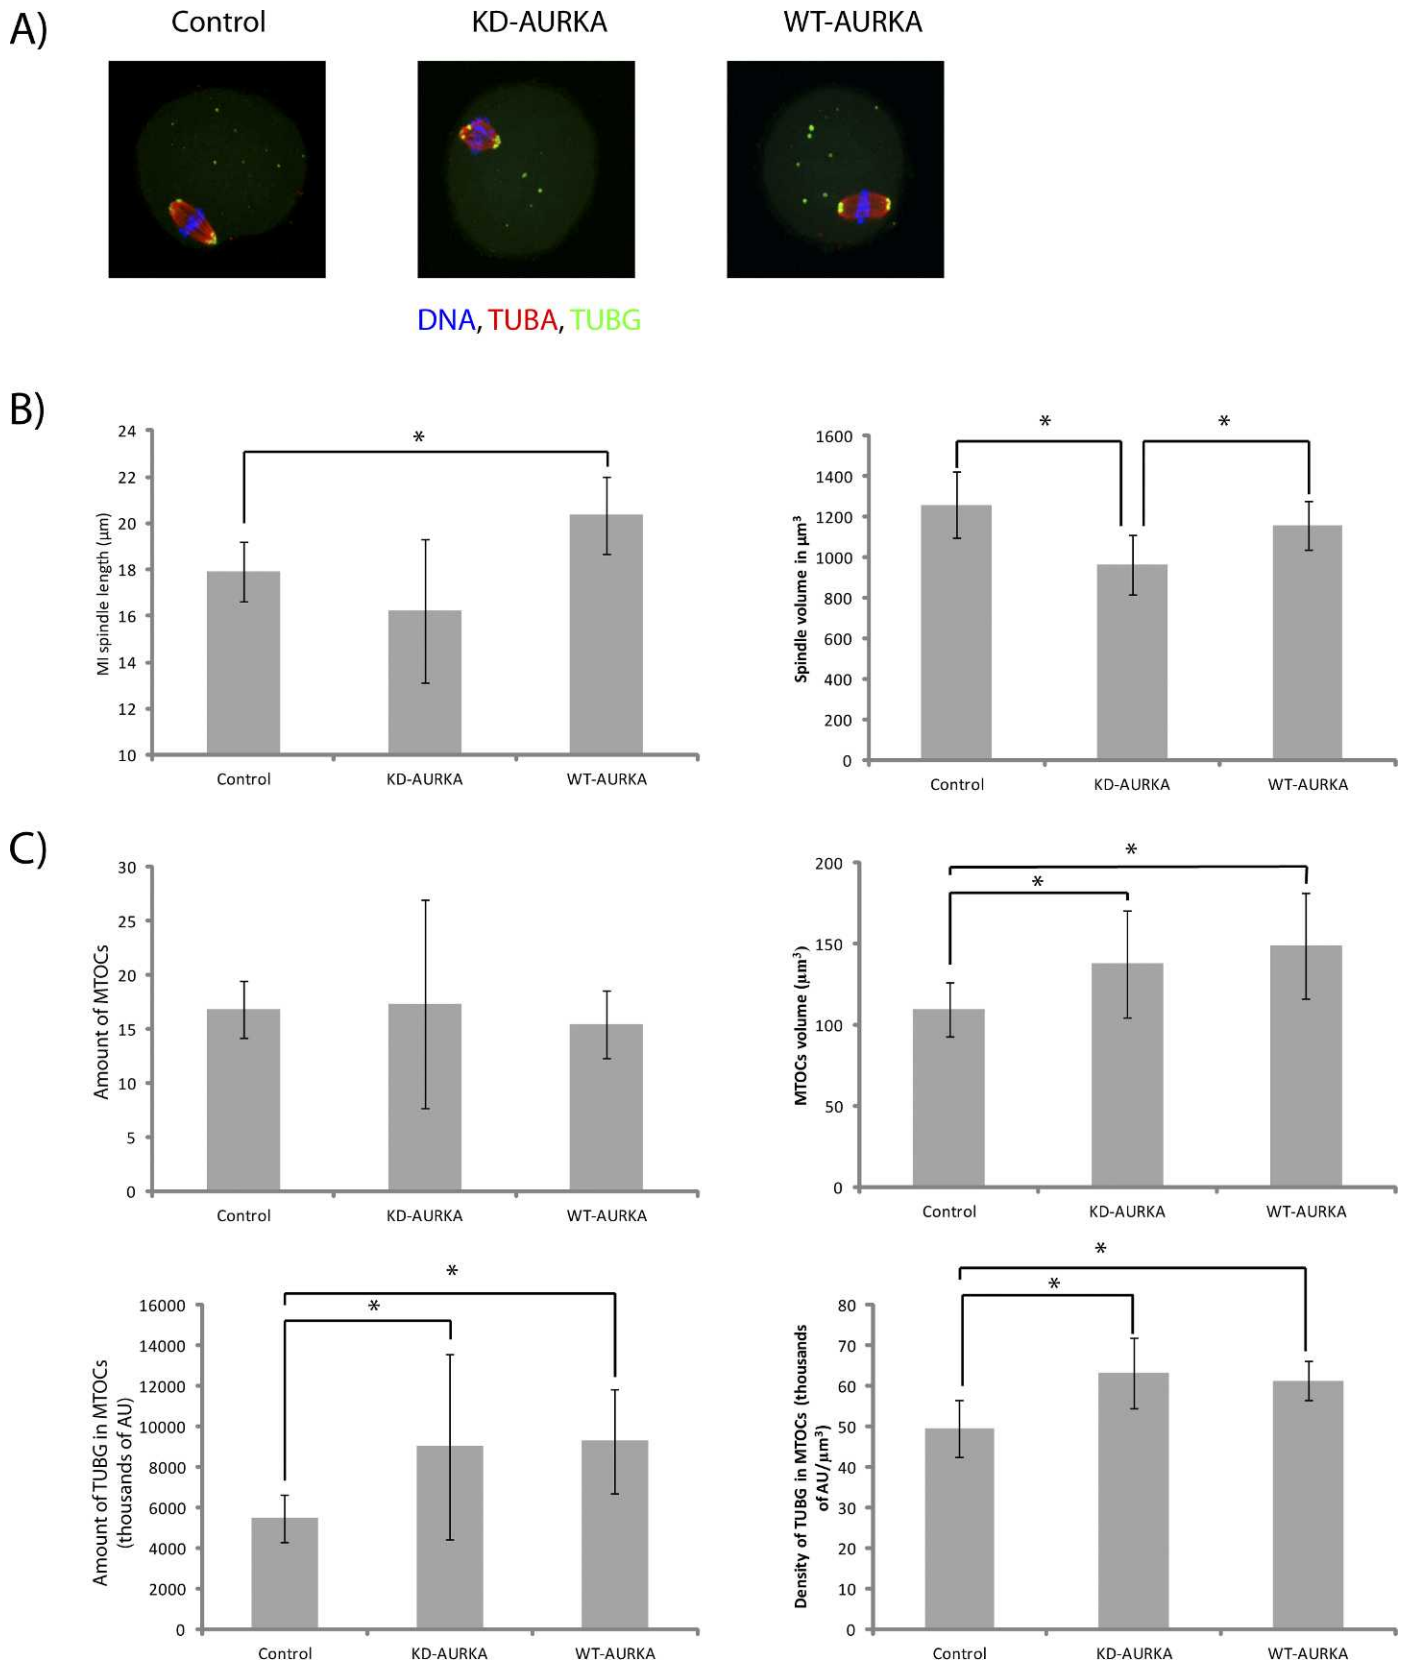 A)
Control KD-AURKA WT-AURKA
DNA, TUBA, TUBG
B)
MI spindle length (μm)
24
22
20
18
16
14
12
10
*
Control KD-AURKA WT-AURKA
Spindle volume in μm³
1600
1400
1200
1000
800
600
400
200
0
* *
Control KD-AURKA WT-AURKA
C)
Amount of MTOCs
30
25
20
15
10
5
0
Control KD-AURKA WT-AURKA
MTOCs volume (μm³)
200
150
100
50
0
*
*
Control KD-AURKA WT-AURKA
Amount of TUBG in MTOCs
(thousands of AU)
16000
14000
12000
10000
8000
6000
4000
2000
0
*
*
Control KD-AURKA WT-AURKA
Density of TUBG in MTOCs (thousands
of AU/μm³)
80
70
60
50
40
30
20
10
0
*
*
Control KD-AURKA WT-AURKA